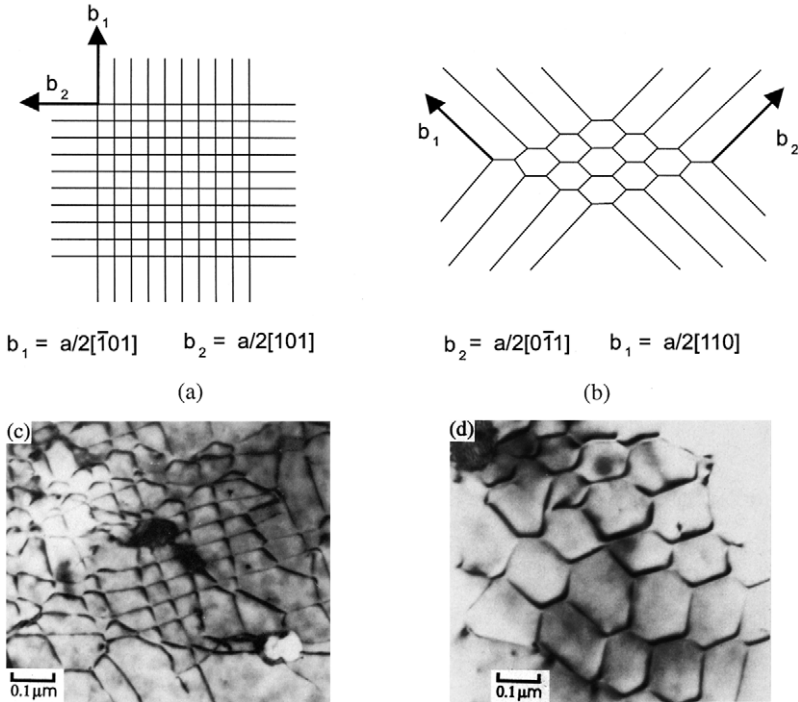 b₁
b₂
b₁ = a/2[1̄01] b₂ = a/2[101]
(a)
b₁
b₂
b₂ = a/2[01̄1] b₁ = a/2[110]
(b)
(c)
0.1 μm
(d)
0.1 μm